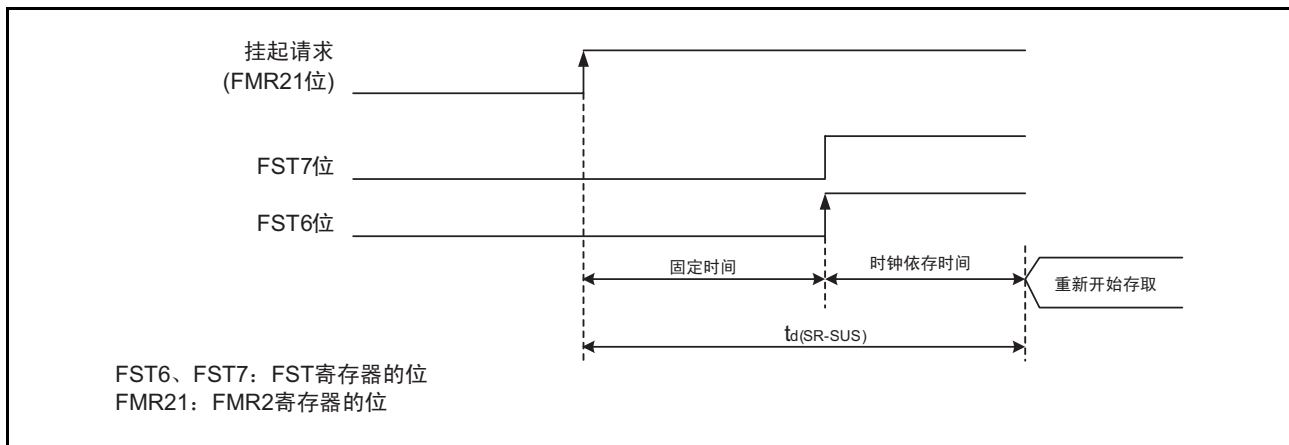 挂起请求
(FMR21位)
FST7位
FST6位
固定时间
时钟依存时间
重新开始存取
td(SR-SUS)
FST6、FST7：FST寄存器的位
FMR21：FMR2寄存器的位